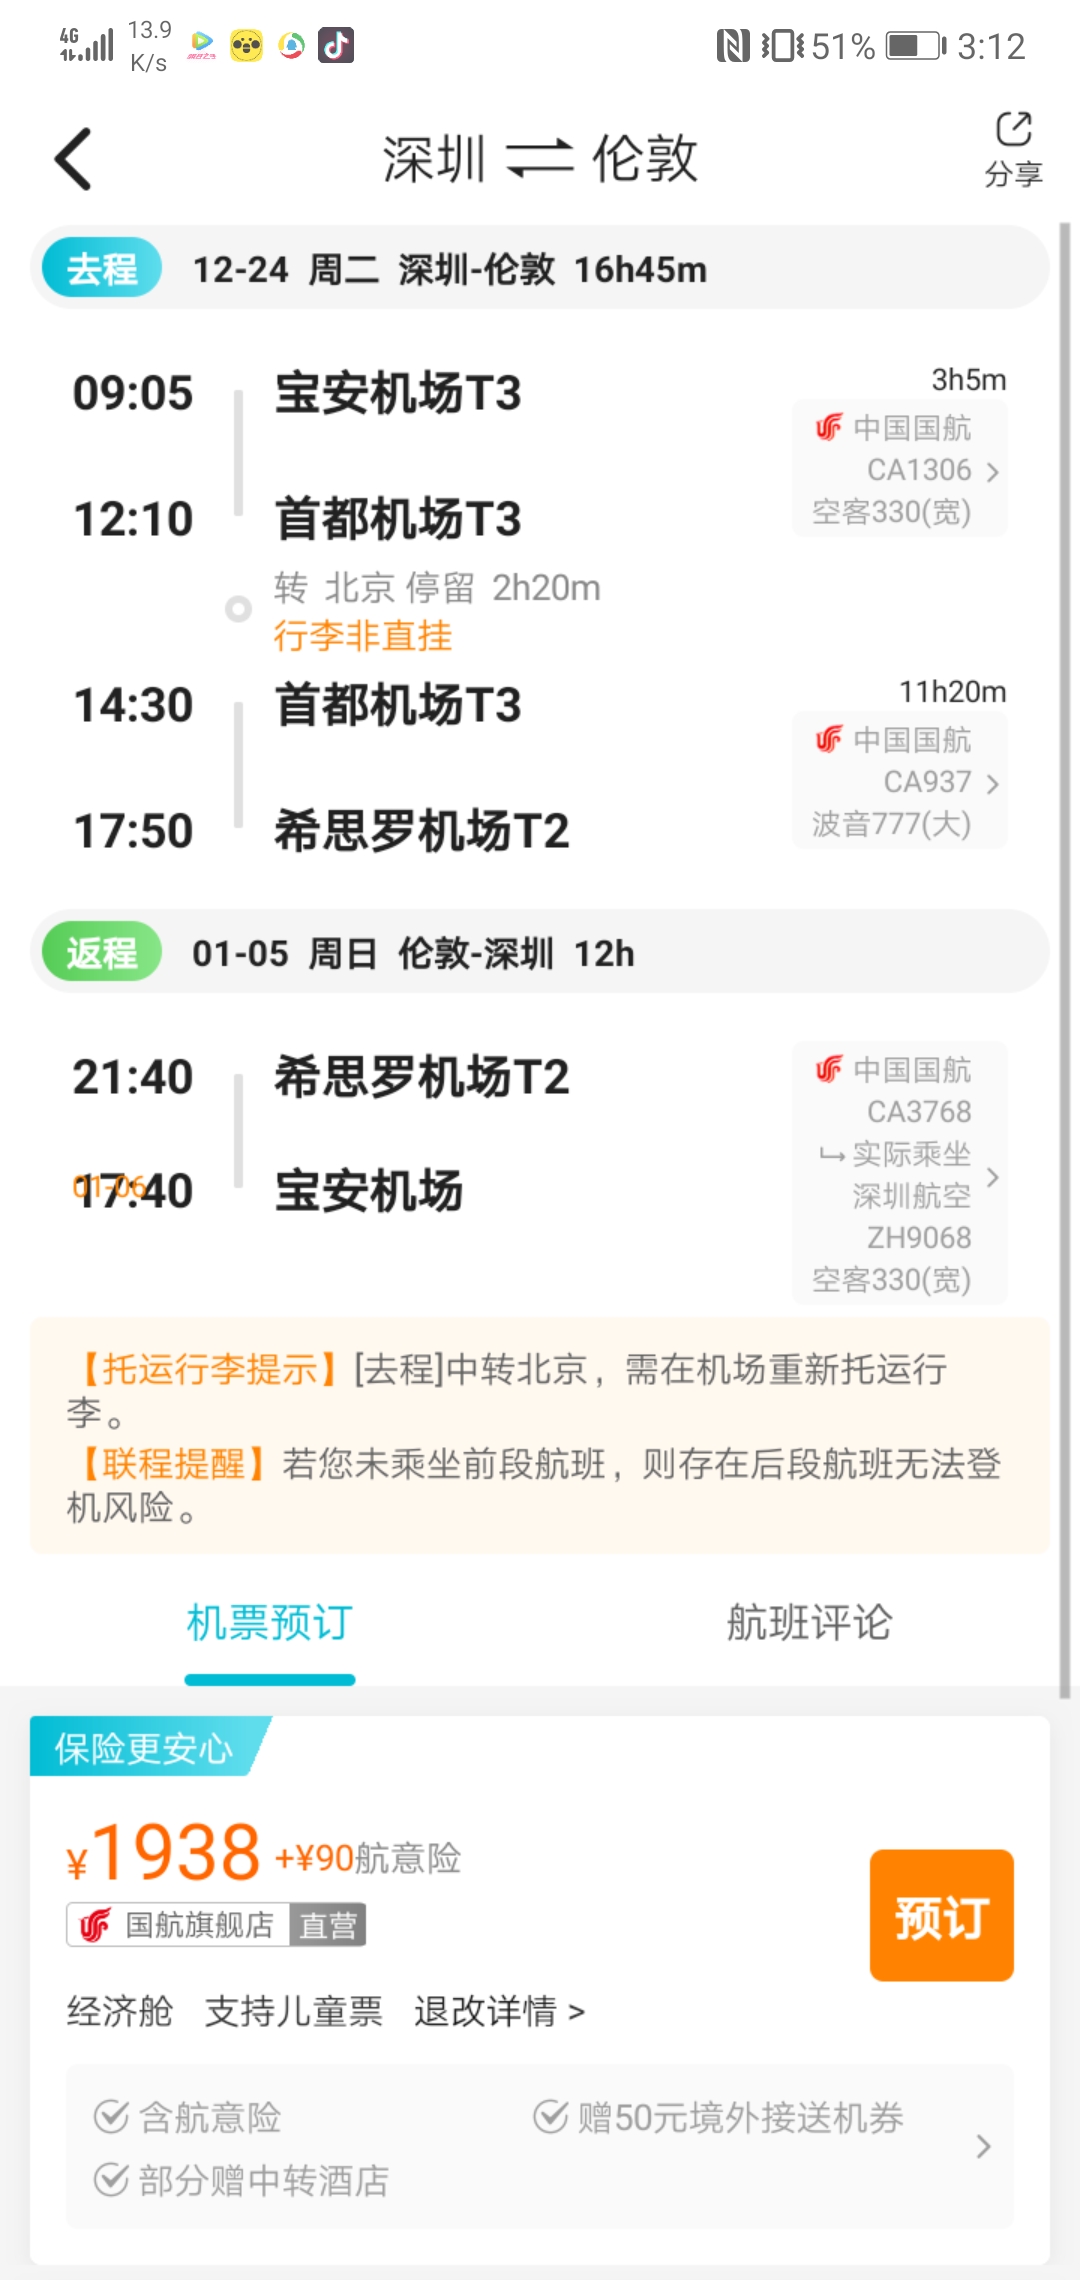 4G 13.9 K/s 51% 3:12
深圳 ⇌ 伦敦
分享
去程 12-24 周二 深圳-伦敦 16h45m
09:05 宝安机场T3
3h5m
中国国航
CA1306 >
空客330(宽)
12:10 首都机场T3
转 北京 停留 2h20m
行李非直挂
14:30 首都机场T3
11h20m
中国国航
CA937 >
波音777(大)
17:50 希思罗机场T2
返程 01-05 周日 伦敦-深圳 12h
21:40 希思罗机场T2
中国国航
CA3768
实际乘坐
深圳航空
ZH9068
空客330(宽)
01-06
17:40 宝安机场
【托运行李提示】[去程]中转北京，需在机场重新托运行
李。
【联程提醒】若您未乘坐前段航班，则存在后段航班无法登
机风险。
机票预订 航班评论
保险更安心
¥1938 +¥90航意险
国航旗舰店 直营
预订
经济舱 支持儿童票 退改详情 >
含航意险 赠50元境外接送机券
部分赠中转酒店